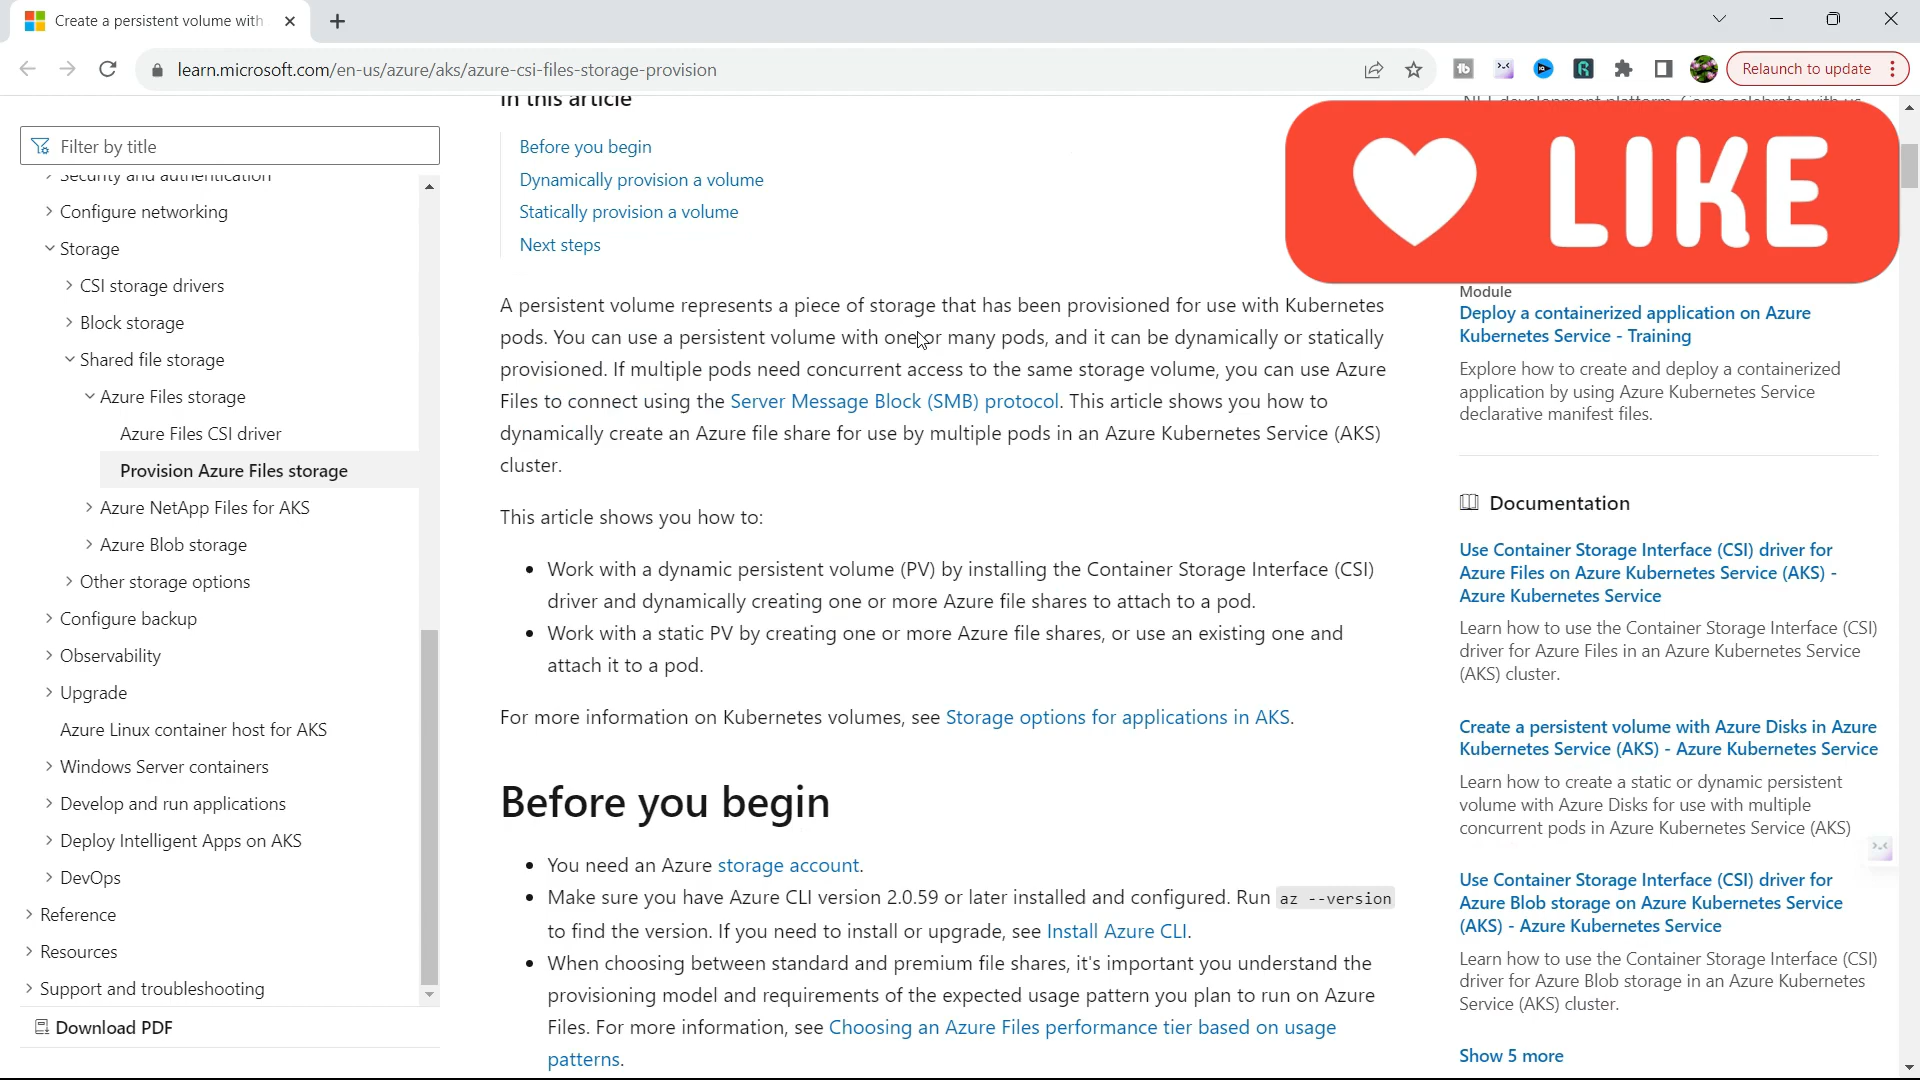 Create a persistent volume with
learn.microsoft.com/en-us/azure/aks/azure-csi-files-storage-provision
Relaunch to update
Filter by title
Security and authentication
Configure networking
Storage
CSI storage drivers
Block storage
Shared file storage
Azure Files storage
Azure Files CSI driver
Provision Azure Files storage
Azure NetApp Files for AKS
Azure Blob storage
Other storage options
Configure backup
Observability
Upgrade
Azure Linux container host for AKS
Windows Server containers
Develop and run applications
Deploy Intelligent Apps on AKS
DevOps
Reference
Resources
Support and troubleshooting
Download PDF
In this article
Before you begin
Dynamically provision a volume
Statically provision a volume
Next steps
A persistent volume represents a piece of storage that has been provisioned for use with Kubernetes
pods. You can use a persistent volume with one or many pods, and it can be dynamically or statically
provisioned. If multiple pods need concurrent access to the same storage volume, you can use Azure
Files to connect using the Server Message Block (SMB) protocol. This article shows you how to
dynamically create an Azure file share for use by multiple pods in an Azure Kubernetes Service (AKS)
cluster.
This article shows you how to:
• Work with a dynamic persistent volume (PV) by installing the Container Storage Interface (CSI)
driver and dynamically creating one or more Azure file shares to attach to a pod.
• Work with a static PV by creating one or more Azure file shares, or use an existing one and
attach it to a pod.
For more information on Kubernetes volumes, see Storage options for applications in AKS.
Before you begin
• You need an Azure storage account.
• Make sure you have Azure CLI version 2.0.59 or later installed and configured. Run az --version
to find the version. If you need to install or upgrade, see Install Azure CLI.
• When choosing between standard and premium file shares, it's important you understand the
provisioning model and requirements of the expected usage pattern you plan to run on Azure
Files. For more information, see Choosing an Azure Files performance tier based on usage
patterns.
LIKE
Module
Deploy a containerized application on Azure
Kubernetes Service - Training
Explore how to create and deploy a containerized
application by using Azure Kubernetes Service
declarative manifest files.
Documentation
Use Container Storage Interface (CSI) driver for
Azure Files on Azure Kubernetes Service (AKS) -
Azure Kubernetes Service
Learn how to use the Container Storage Interface (CSI)
driver for Azure Files in an Azure Kubernetes Service
(AKS) cluster.
Create a persistent volume with Azure Disks in Azure
Kubernetes Service (AKS) - Azure Kubernetes Service
Learn how to create a static or dynamic persistent
volume with Azure Disks for use with multiple
concurrent pods in Azure Kubernetes Service (AKS)
Use Container Storage Interface (CSI) driver for
Azure Blob storage on Azure Kubernetes Service
(AKS) - Azure Kubernetes Service
Learn how to use the Container Storage Interface (CSI)
driver for Azure Blob storage in an Azure Kubernetes
Service (AKS) cluster.
Show 5 more